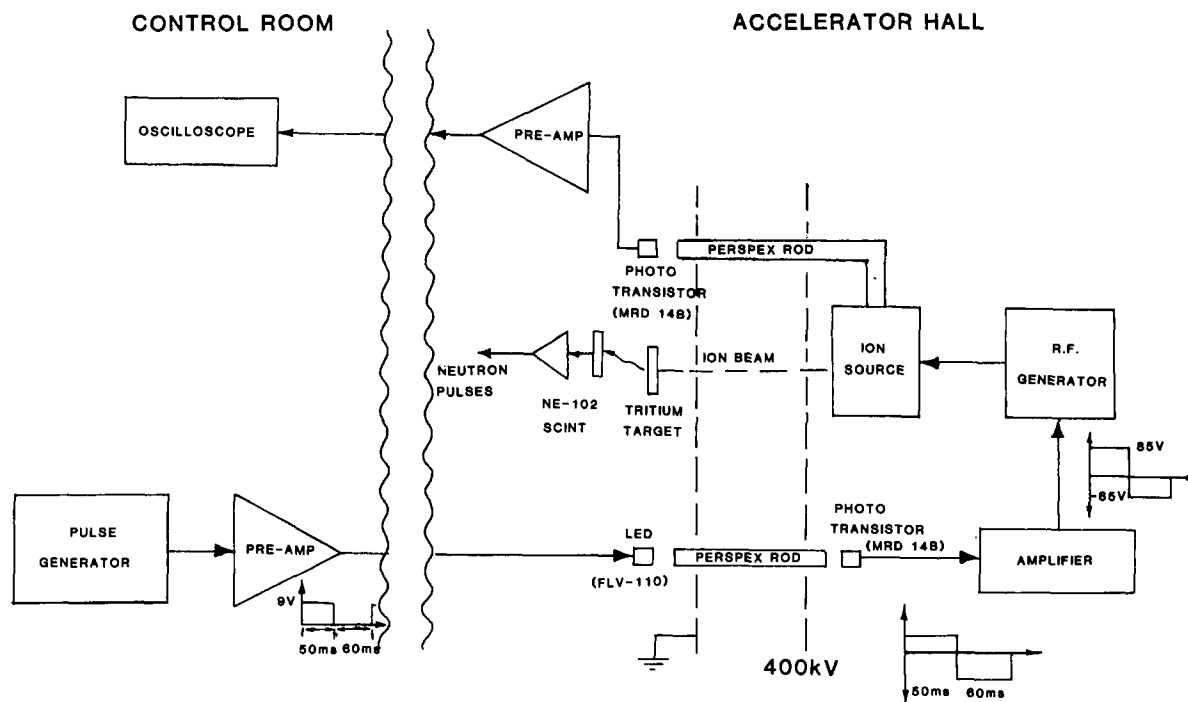 CONTROL ROOM
ACCELERATOR HALL
OSCILLOSCOPE
PRE-AMP
PERSPEX ROD
PHOTO
TRANSISTOR
(MRD 14B)
ION
SOURCE
R.F.
GENERATOR
ION BEAM
NEUTRON
PULSES
NE-102
SCINT
TRITIUM
TARGET
85V
-65V
PULSE
GENERATOR
PRE-AMP
LED
(FLV-110)
PERSPEX ROD
PHOTO
TRANSISTOR
(MRD 14B)
AMPLIFIER
9V
50ms 60ms
400kV
50ms 60ms